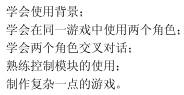 学会使用背景；
学会在同一游戏中使用两个角色；
学会两个角色交叉对话；
熟练控制模块的使用；
制作复杂一点的游戏。